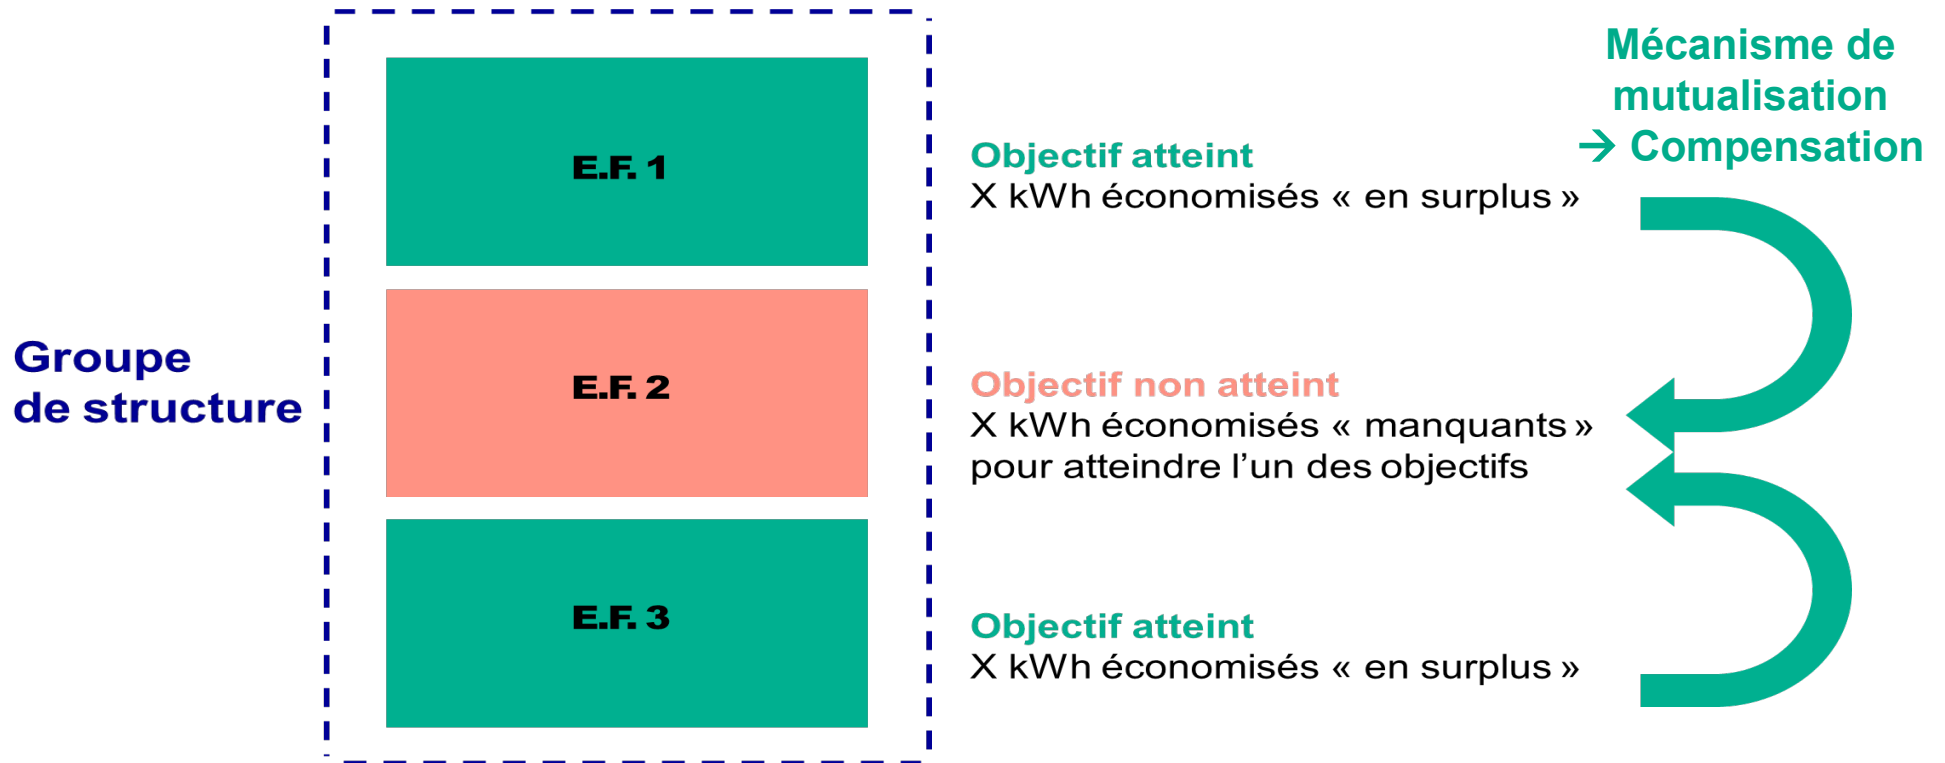 Mécanisme de
mutualisation
→ Compensation
E.F. 1
Objectif atteint
X kWh économisés « en surplus »
Groupe
de structure
E.F. 2
Objectif non atteint
X kWh économisés « manquants »
pour atteindre l’un des objectifs
E.F. 3
Objectif atteint
X kWh économisés « en surplus »